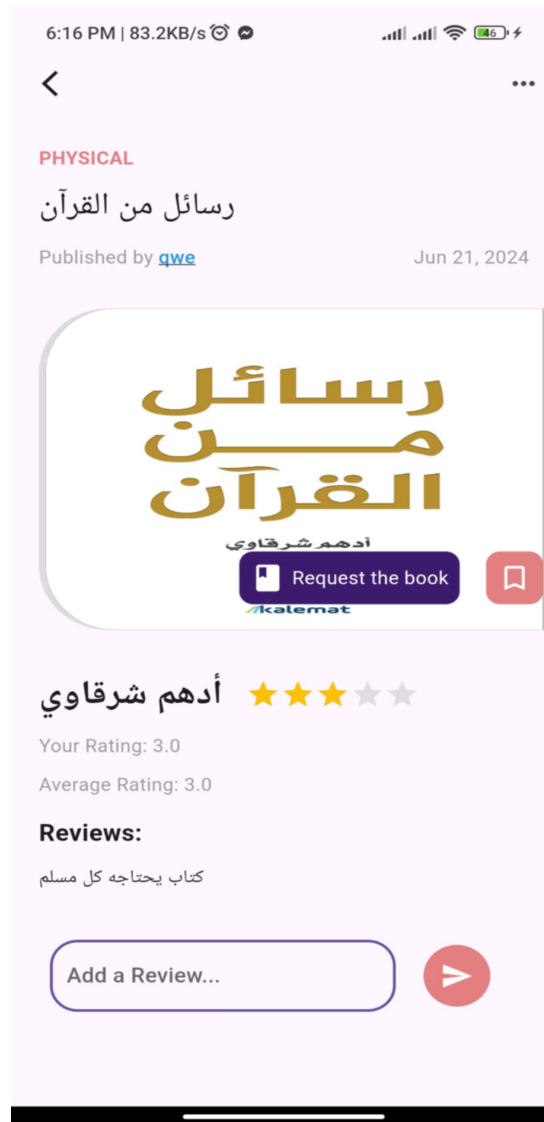 6:16 PM | 83.2KB/s
46
PHYSICAL
رسائل من القرآن
Published by qwe
Jun 21, 2024
رسائل
من
القرآن
أدهم شرقاوي
Request the book
kalemat
أدهم شرقاوي
Your Rating: 3.0
Average Rating: 3.0
Reviews:
كتاب يحتاجه كل مسلم
Add a Review...